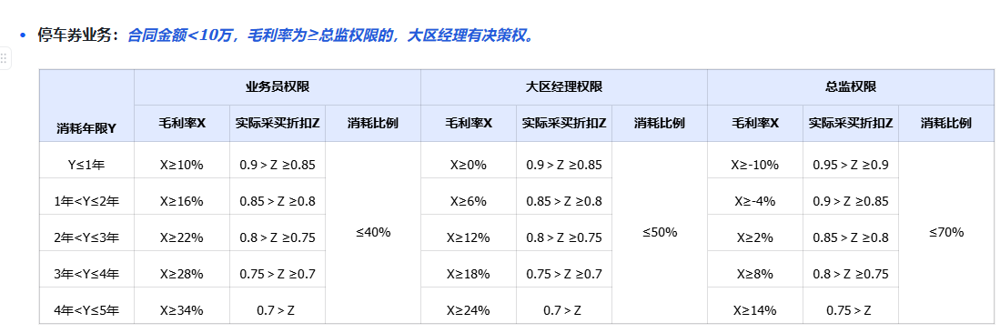 停车券业务：合同金额<10万，毛利率为≥总监权限的，大区经理有决策权。
消耗年限Y 业务员权限 大区经理权限 总监权限
毛利率X 实际采买折扣Z 消耗比例 毛利率X 实际采买折扣Z 消耗比例 毛利率X 实际采买折扣Z 消耗比例
Y≤1年 X≥10% 0.9＞Z ≥0.85 X≥0% 0.9＞Z ≥0.85 X≥-10% 0.95＞Z ≥0.9
1年<Y≤2年 X≥16% 0.85＞Z ≥0.8 X≥6% 0.85＞Z ≥0.8 X≥-4% 0.9＞Z ≥0.85
2年<Y≤3年 X≥22% 0.8＞Z ≥0.75 ≤40% X≥12% 0.8＞Z ≥0.75 ≤50% X≥2% 0.85＞Z ≥0.8 ≤70%
3年<Y≤4年 X≥28% 0.75＞Z ≥0.7 X≥18% 0.75＞Z ≥0.7 X≥8% 0.8＞Z ≥0.75
4年<Y≤5年 X≥34% 0.7＞Z X≥24% 0.7＞Z X≥14% 0.75＞Z